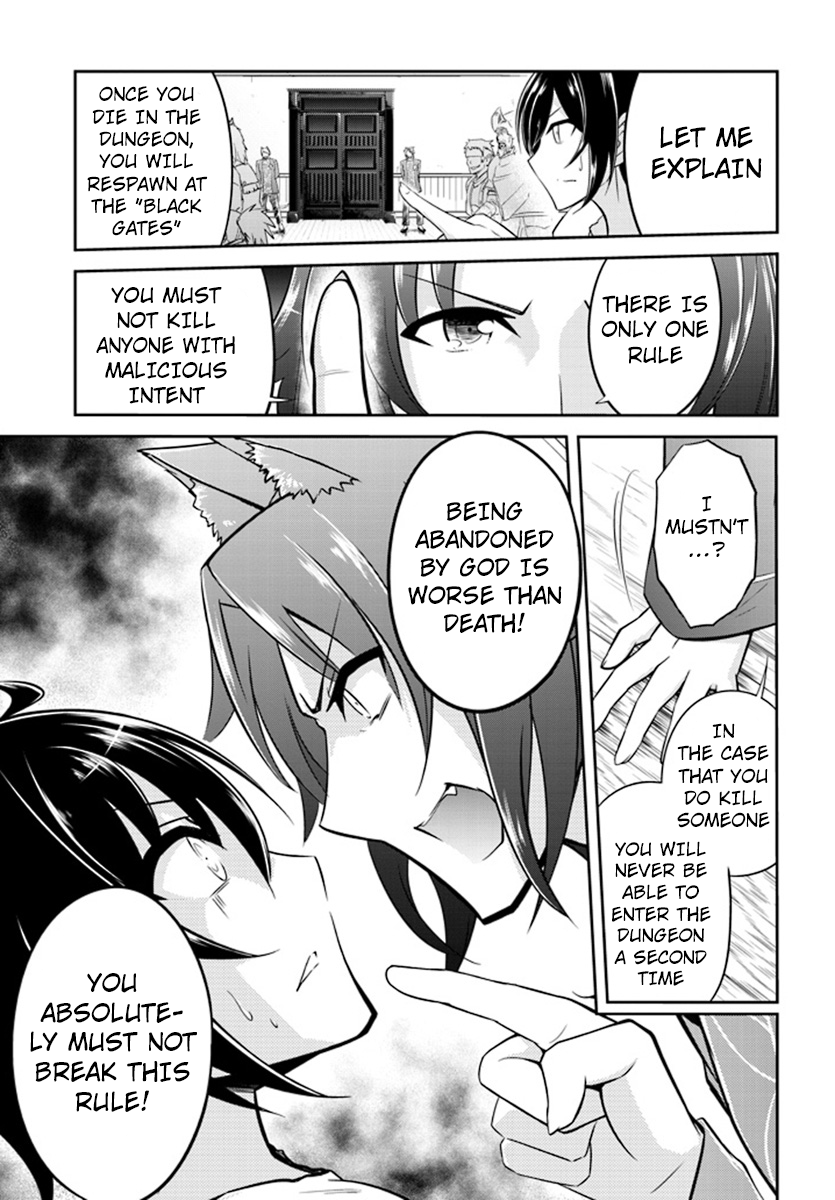 LET ME
EXPLAIN
ONCE YOU
DIE IN THE
DUNGEON,
YOU WILL
RESPAWN AT
THE "BLACK
GATES"
THERE IS
ONLY ONE
RULE
YOU MUST
NOT KILL
ANYONE WITH
MALICIOUS
INTENT
I
MUSTN'T
...?
IN
THE CASE
THAT YOU
DO KILL
SOMEONE
YOU WILL
NEVER BE
ABLE TO
ENTER THE
DUNGEON
A SECOND
TIME
BEING
ABANDONED
BY GOD IS
WORSE THAN
DEATH!
YOU
ABSOLUTE-
LY MUST NOT
BREAK THIS
RULE!